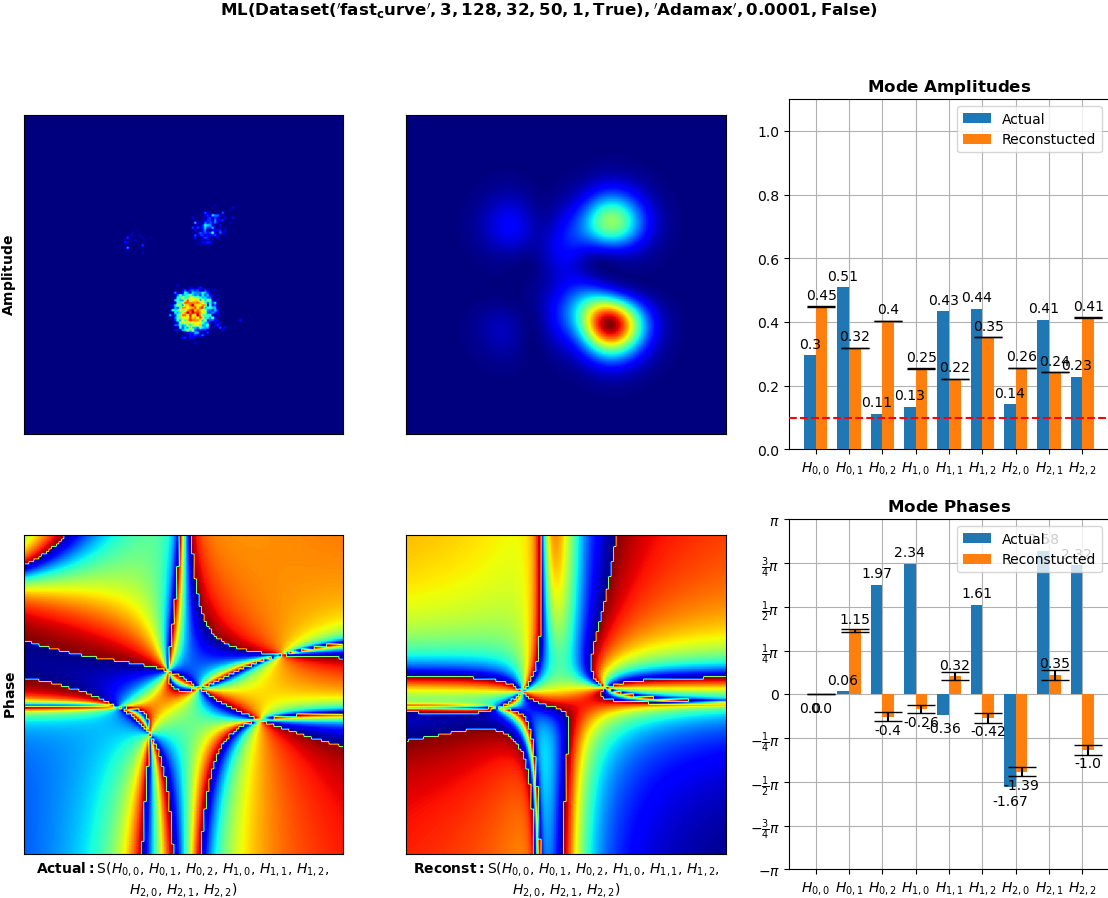 ML(Dataset('fast_curve', 3, 128, 32, 50, 1, True), 'Adamax', 0.0001, False)
Amplitude
Mode Amplitudes
Actual
Reconstucted
1.0
0.8
0.6
0.4
0.2
0.0
0.3 0.45 0.51 0.32 0.11 0.4 0.13 0.25 0.43 0.22 0.44 0.35 0.14 0.26 0.41 0.24 0.23 0.41
H0,0 H0,1 H0,2 H1,0 H1,1 H1,2 H2,0 H2,1 H2,2
Phase
Actual: S(H0,0, H0,1, H0,2, H1,0, H1,1, H1,2,
H2,0, H2,1, H2,2)
Reconst: S(H0,0, H0,1, H0,2, H1,0, H1,1, H1,2,
H2,0, H2,1, H2,2)
Mode Phases
Actual
Reconstucted
π
3/4π
1/2π
1/4π
0
−1/4π
−1/2π
−3/4π
−π
0.0 0.0 0.06 1.15 1.97 -0.4 2.34 -0.26 -0.36 0.32 1.61 -0.42 -1.67 -1.39 0.35 -1.0
H0,0 H0,1 H0,2 H1,0 H1,1 H1,2 H2,0 H2,1 H2,2